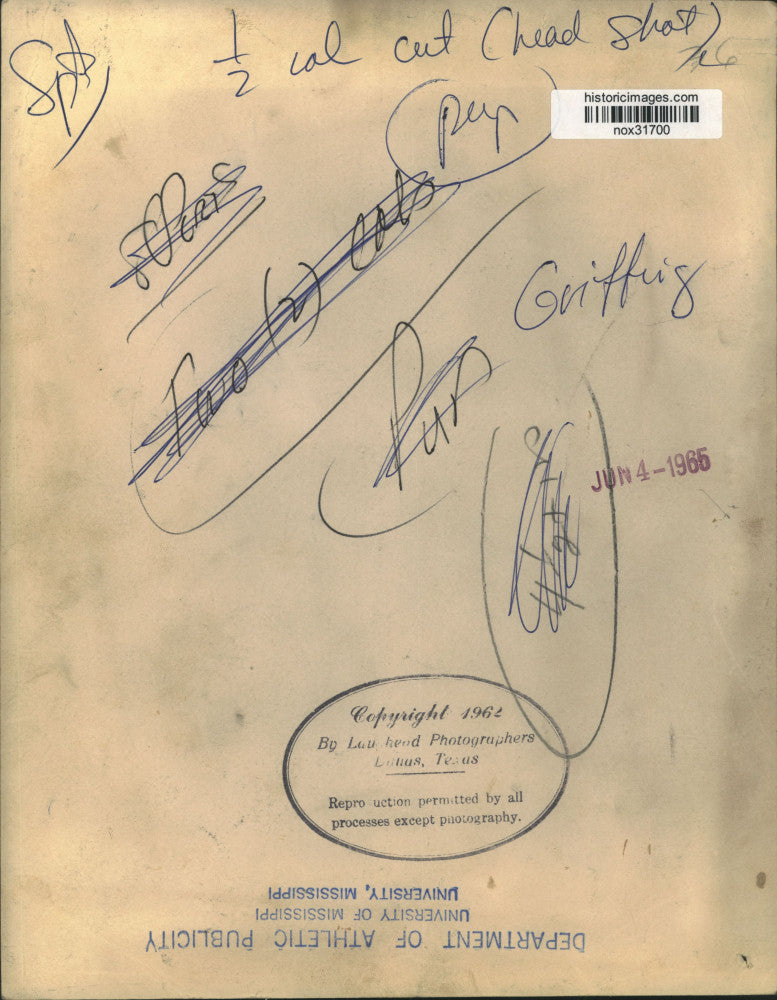 Spt
1/2 col cut (head shot)
historicimages.com
nox31700
Two (2) cols
Griffing
Pur
JUN 4-1965
Copyright 1962
By Laughead Photographers
Dallas, Texas
Reproduction permitted by all
processes except photography.
DEPARTMENT OF ATHLETIC PUBLICITY
UNIVERSITY OF MISSISSIPPI
UNIVERSITY, MISSISSIPPI